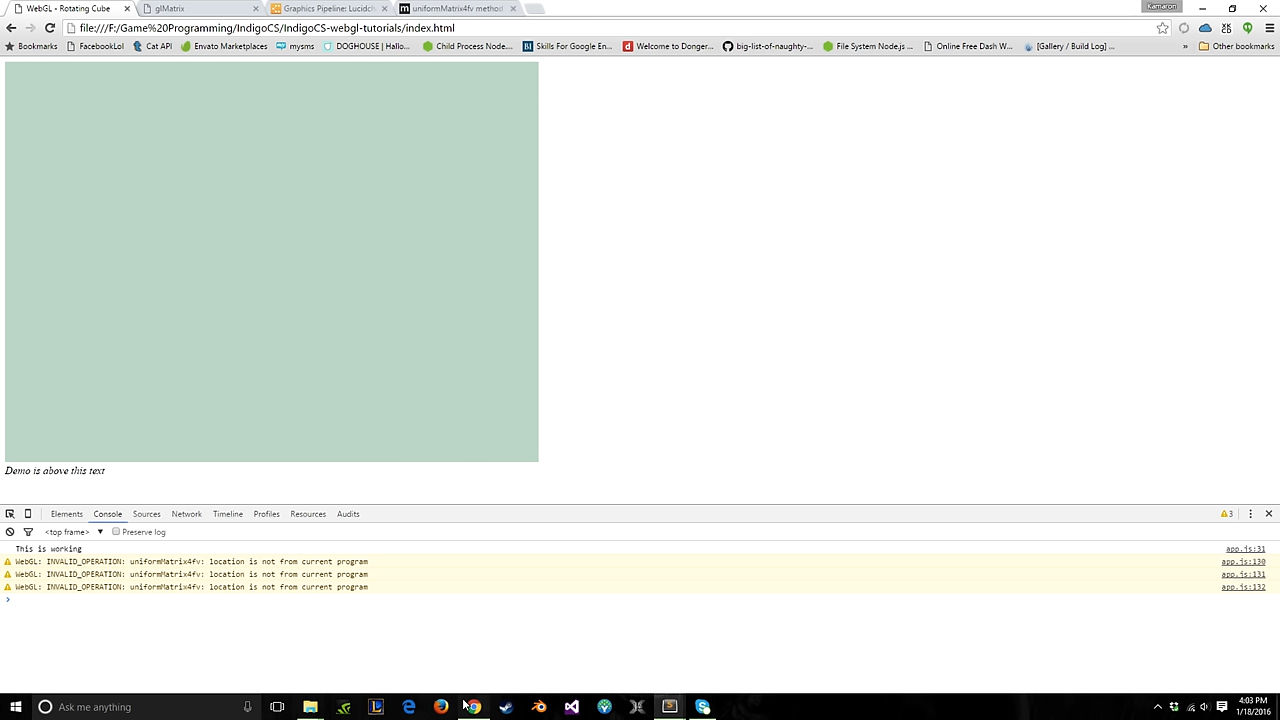 WebGL - Rotating Cube
glMatrix
Graphics Pipeline: Lucidch
uniformMatrix4fv method
Kamaron
file:///F:/Game%20Programming/IndigoCS/IndigoCS-webgl-tutorials/index.html
Bookmarks FacebookLol Cat API Envato Marketplaces mysms DOGHOUSE | Hallo... Child Process Node.... Skills For Google En... Welcome to Donger... big-list-of-naughty-... File System Node.js ... Online Free Dash W... [Gallery / Build Log] ... » Other bookmarks
Demo is above this text
Elements Console Sources Network Timeline Profiles Resources Audits 3
<top frame> ▼ Preserve log
This is working app.js:31
WebGL: INVALID_OPERATION: uniformMatrix4fv: location is not from current program app.js:130
WebGL: INVALID_OPERATION: uniformMatrix4fv: location is not from current program app.js:131
WebGL: INVALID_OPERATION: uniformMatrix4fv: location is not from current program app.js:132
>
Ask me anything
4:03 PM
1/18/2016